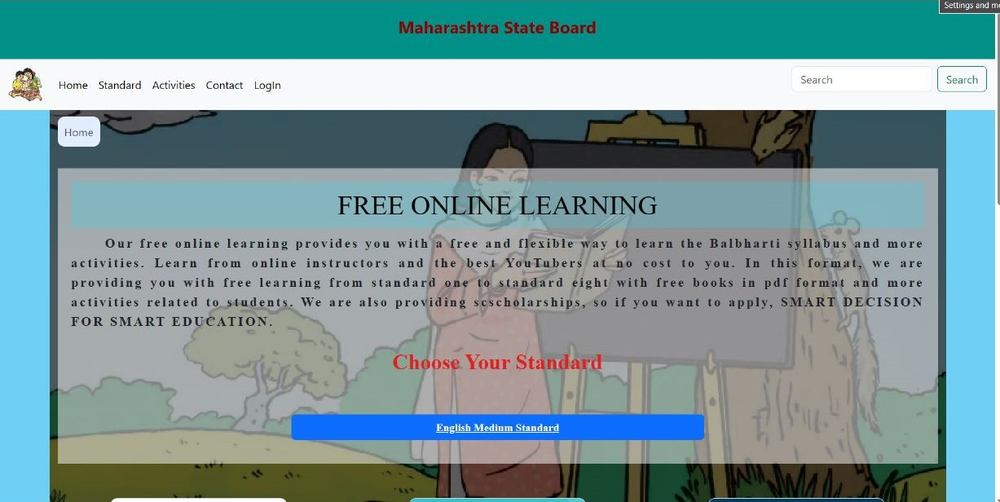 Settings and m
Maharashtra State Board
Home Standard Activities Contact LogIn Search Search
Home
FREE ONLINE LEARNING
Our free online learning provides you with a free and flexible way to learn the Balbharti syllabus and more
activities. Learn from online instructors and the best YouTubers at no cost to you. In this format, we are
providing you with free learning from standard one to standard eight with free books in pdf format and more
activities related to students. We are also providing scscholarships, so if you want to apply, SMART DECISION
FOR SMART EDUCATION.
Choose Your Standard
English Medium Standard